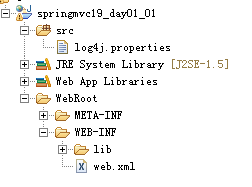 springmvc19_day01_01
src
log4j.properties
JRE System Library [J2SE-1.5]
Web App Libraries
WebRoot
META-INF
WEB-INF
lib
web.xml